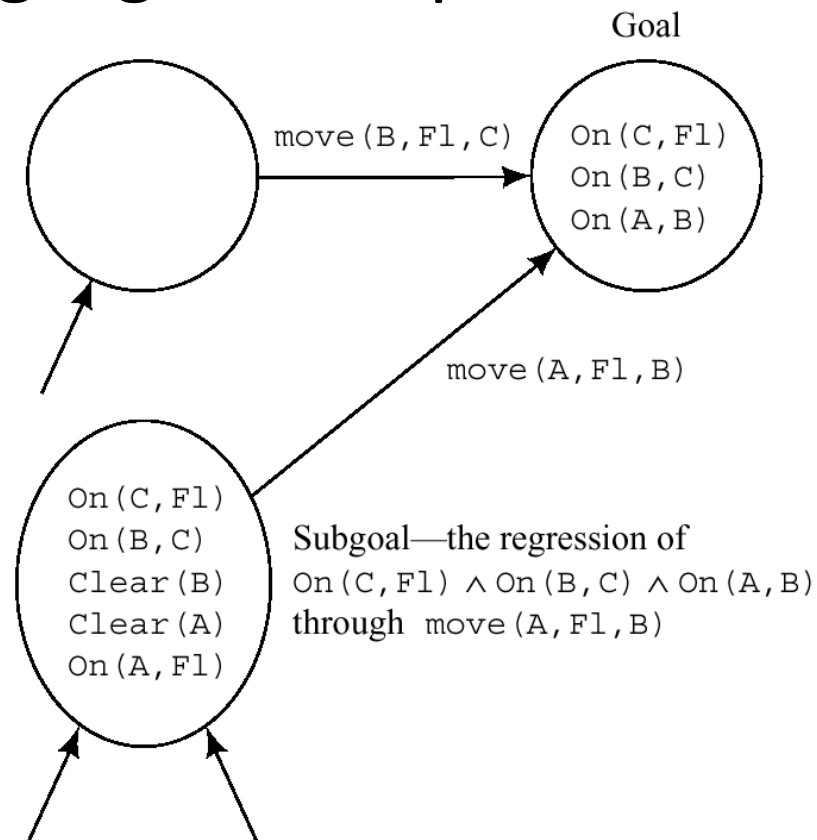 Goal
move(B,Fl,C)
On(C,Fl)
On(B,C)
On(A,B)
move(A,Fl,B)
On(C,Fl)
On(B,C)
Clear(B)
Clear(A)
On(A,Fl)
Subgoal—the regression of
On(C,Fl) ∧ On(B,C) ∧ On(A,B)
through move(A,Fl,B)